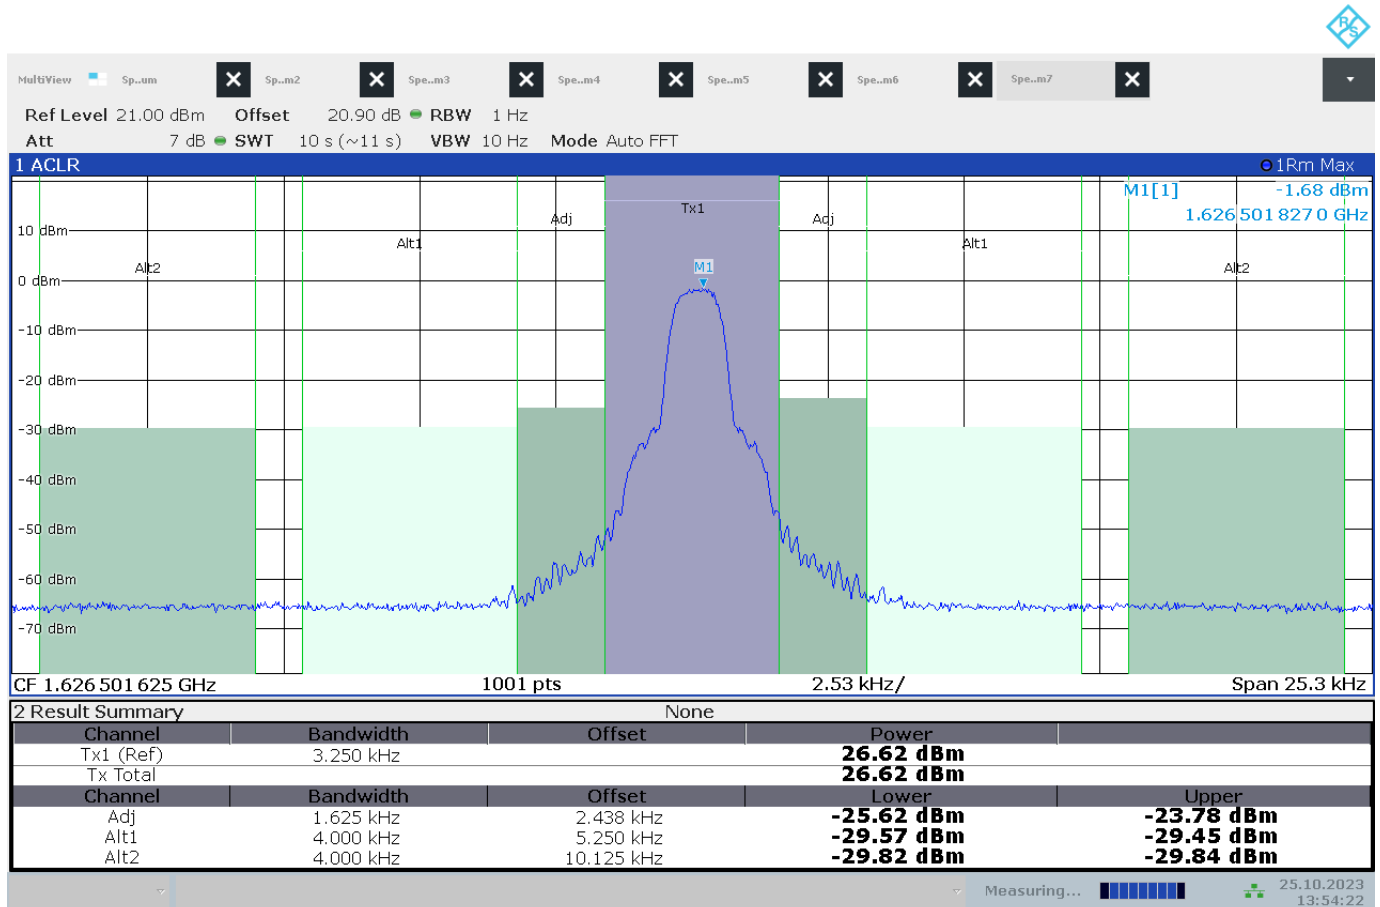 R/S
MultiView Sp..um Sp..m2 Spe..m3 Spe..m4 Spe..m5 Spe..m6 Spe..m7
Ref Level 21.00 dBm Offset 20.90 dB RBW 1 Hz
Att 7 dB SWT 10 s (~11 s) VBW 10 Hz Mode Auto FFT
1 ACLR 1Rm Max
M1[1] -1.68 dBm
1.626 501 827 0 GHz
Tx1
Adj Adj
10 dBm
Alt1 Alt1
Alt2 M1 Alt2
0 dBm
-10 dBm
-20 dBm
-30 dBm
-40 dBm
-50 dBm
-60 dBm
-70 dBm
CF 1.626 501 625 GHz 1001 pts 2.53 kHz/ Span 25.3 kHz
2 Result Summary None
Channel Bandwidth Offset Power
Tx1 (Ref) 3.250 kHz 26.62 dBm
Tx Total 26.62 dBm
Channel Bandwidth Offset Lower Upper
Adj 1.625 kHz 2.438 kHz -25.62 dBm -23.78 dBm
Alt1 4.000 kHz 5.250 kHz -29.57 dBm -29.45 dBm
Alt2 4.000 kHz 10.125 kHz -29.82 dBm -29.84 dBm
Measuring... 25.10.2023
13:54:22